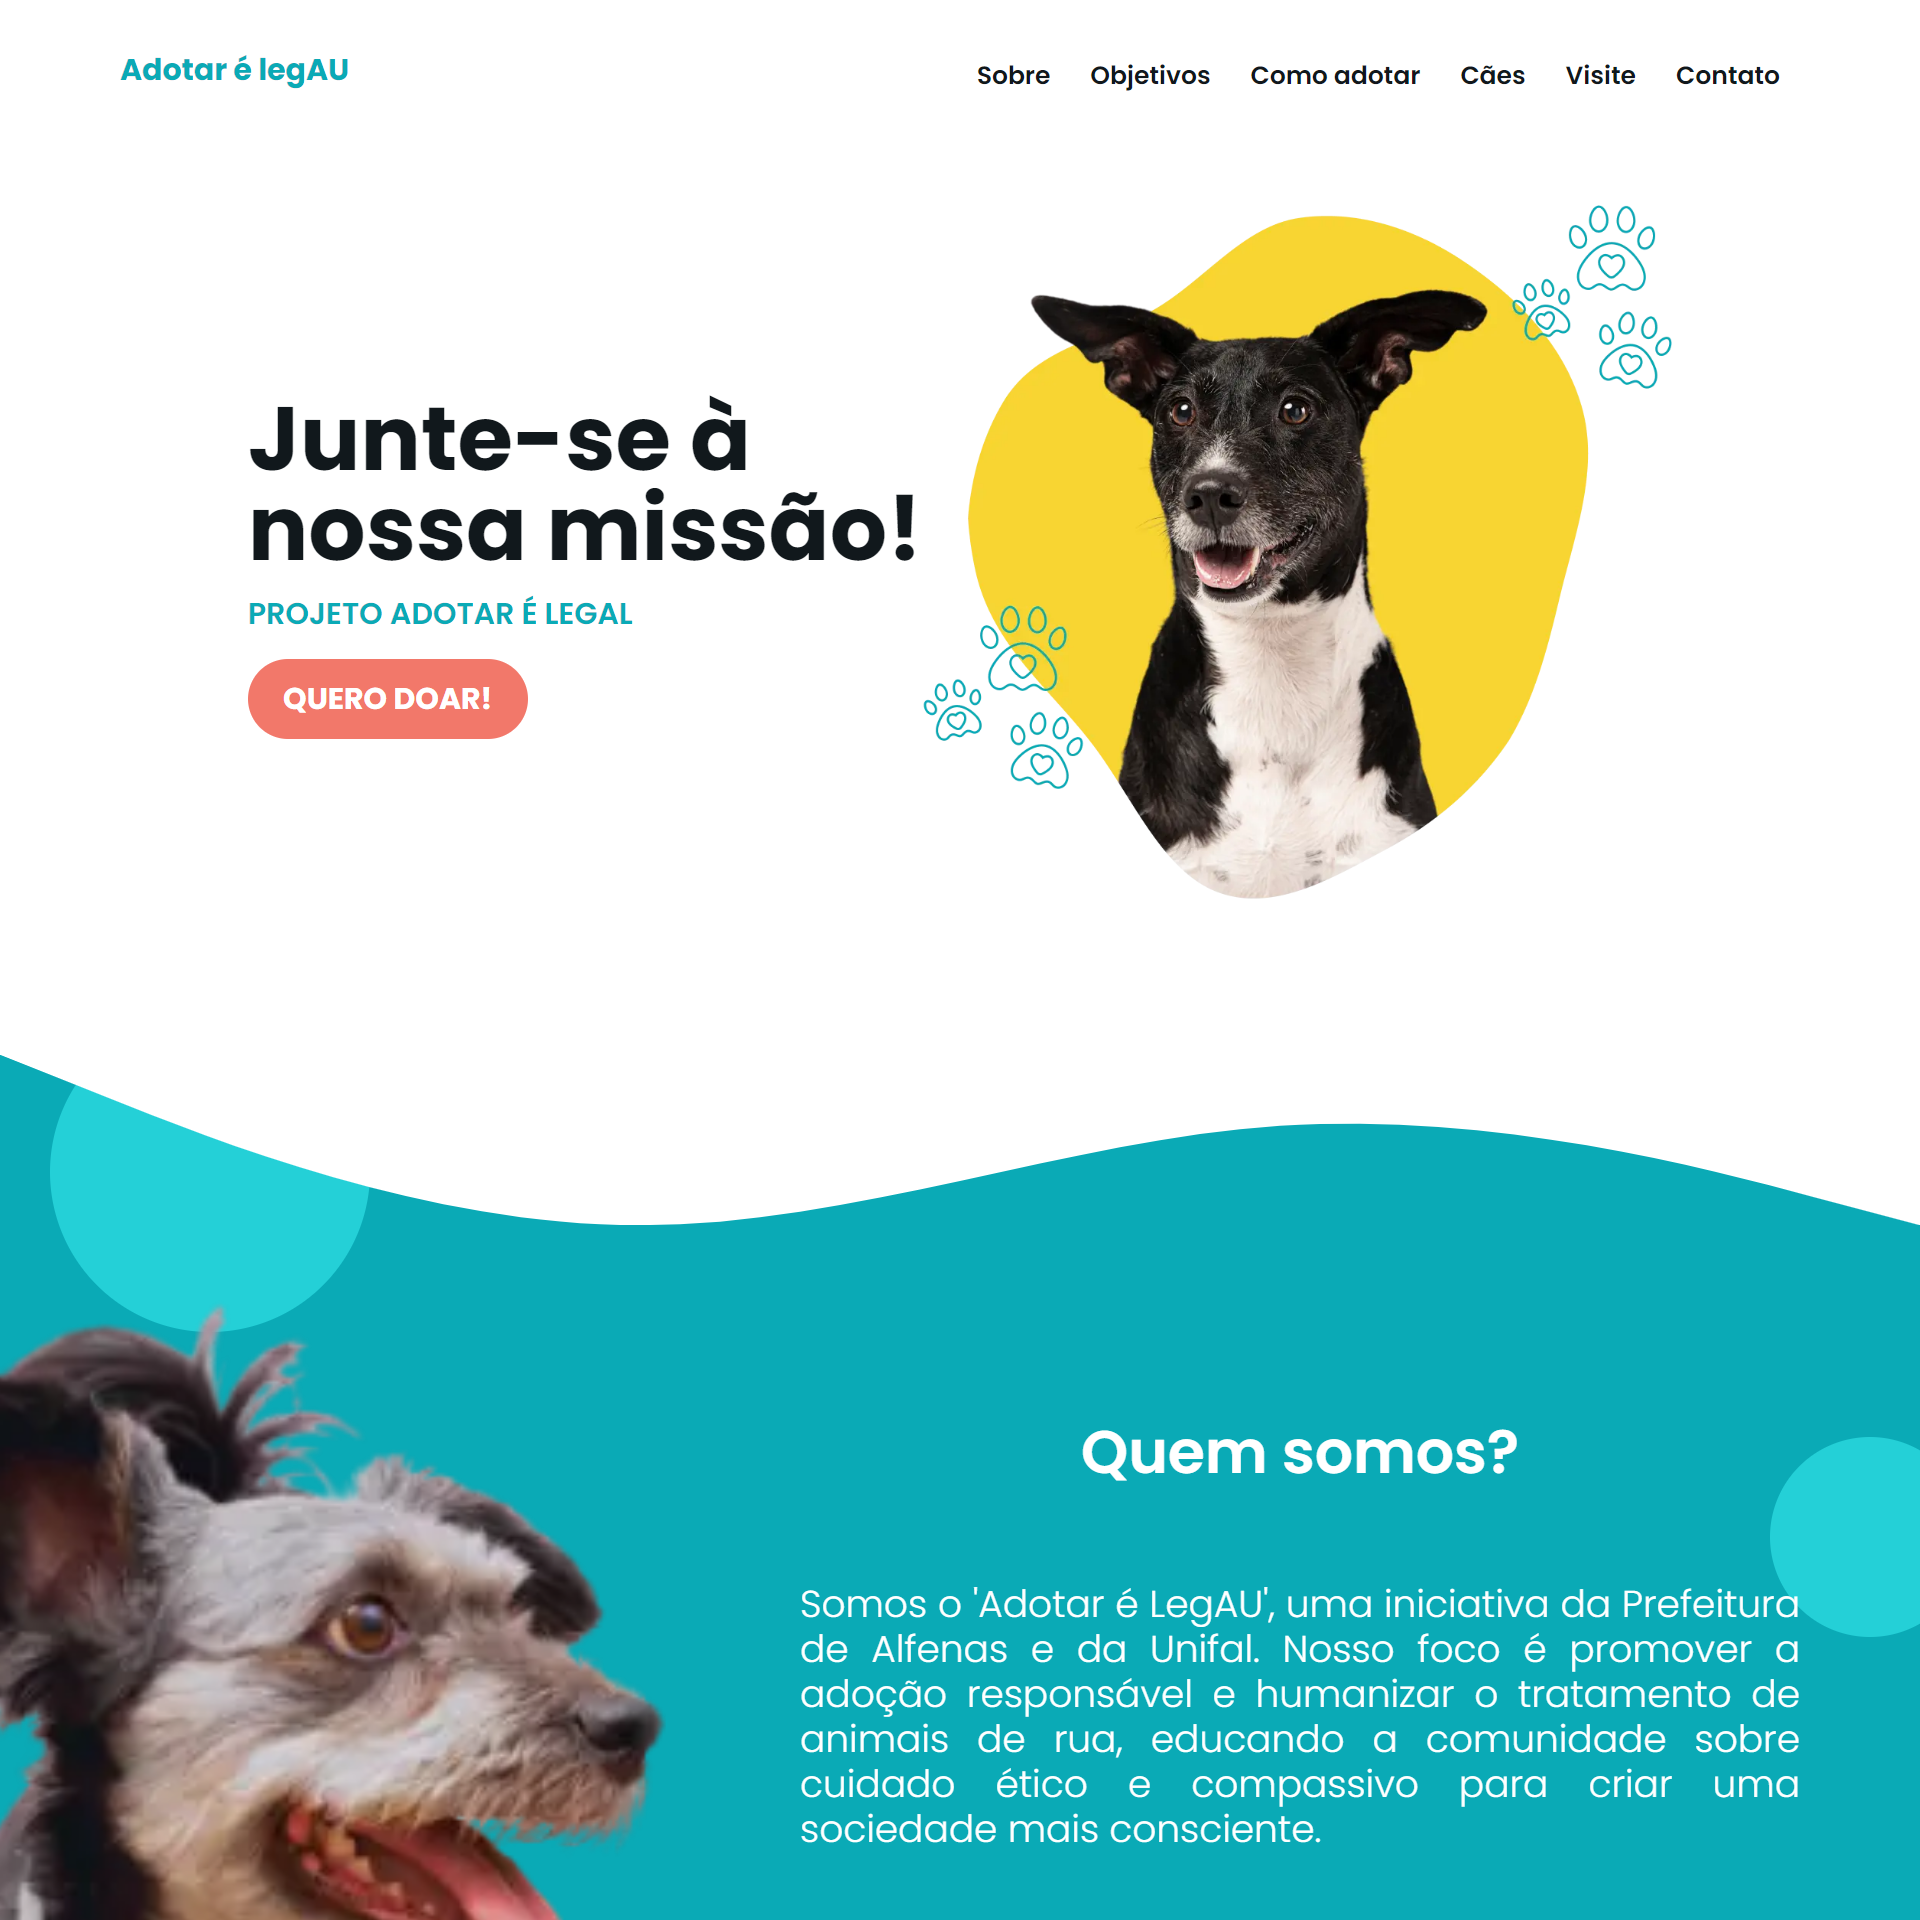 Adotar é legAU
Sobre Objetivos Como adotar Cães Visite Contato
Junte-se à
nossa missão!
PROJETO ADOTAR É LEGAL
QUERO DOAR!
Quem somos?
Somos o 'Adotar é LegAU', uma iniciativa da Prefeitura
de Alfenas e da Unifal. Nosso foco é promover a
adoção responsável e humanizar o tratamento de
animais de rua, educando a comunidade sobre
cuidado ético e compassivo para criar uma
sociedade mais consciente.